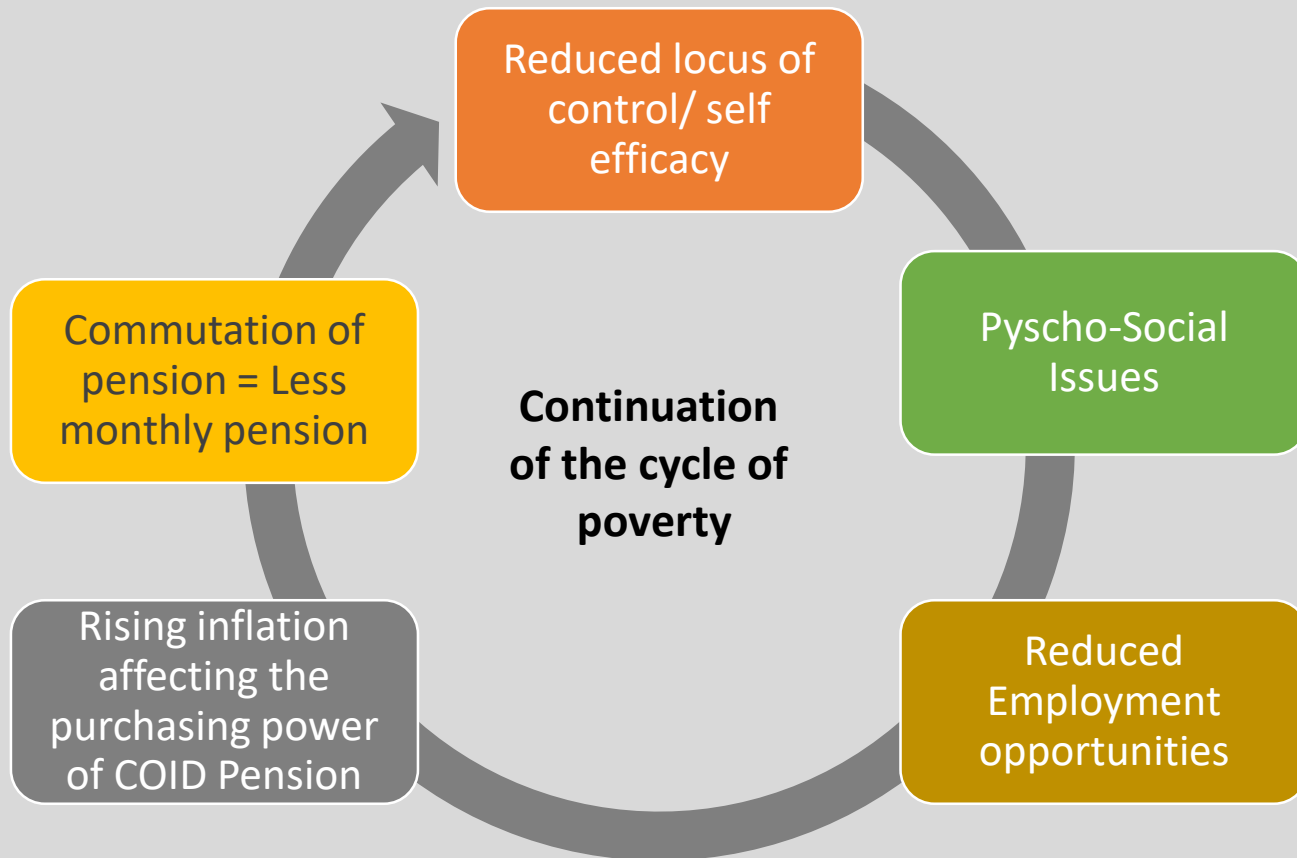 Reduced locus of
control/ self
efficacy
Pyscho-Social
Issues
Reduced
Employment
opportunities
Rising inflation
affecting the
purchasing power
of COID Pension
Commutation of
pension = Less
monthly pension
Continuation
of the cycle of
poverty